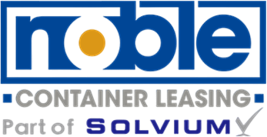 noble
CONTAINER LEASING
Part of SOLVIUM